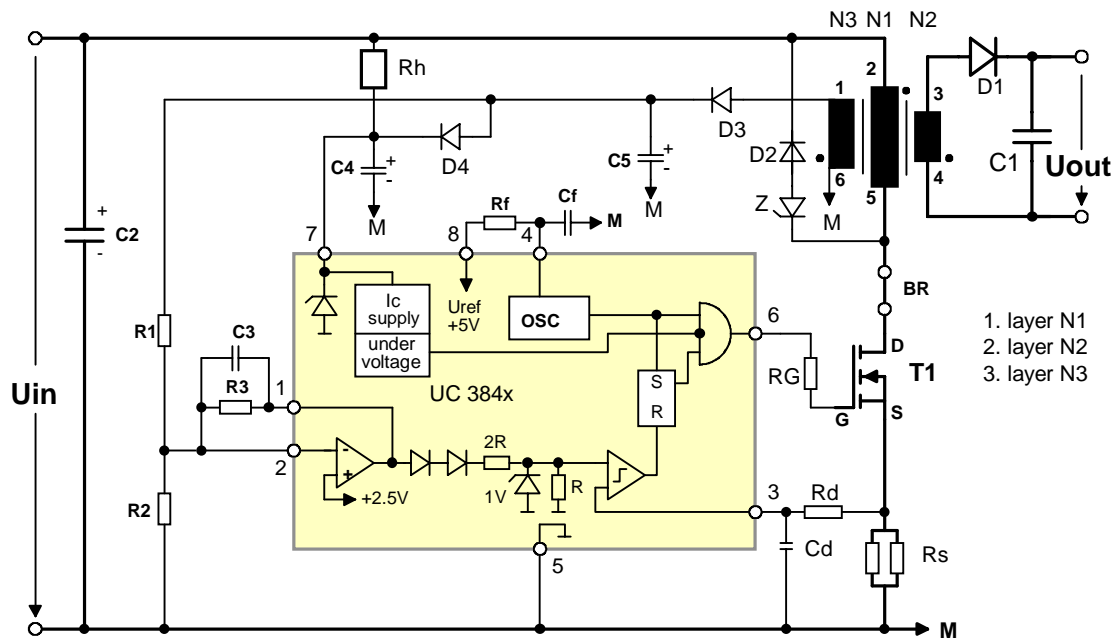 N3 N1 N2
Rh
2
D1
1
3
D3
D2
C4
+
-
D4
C5
+
-
6
4
C1
Uout
M
M
Z
5
M
+
C2
-
Rf
Cf
M
7
8
4
BR
Ic
supply
Uref
+5V
OSC
6
1. layer N1
2. layer N2
3. layer N3
under
voltage
R1
C3
D
T1
RG
S
R
G
S
Uin
R3
1
UC 384x
2
-
+
2R
+2.5V
1V
R
3
Rd
R2
Cd
Rs
5
M